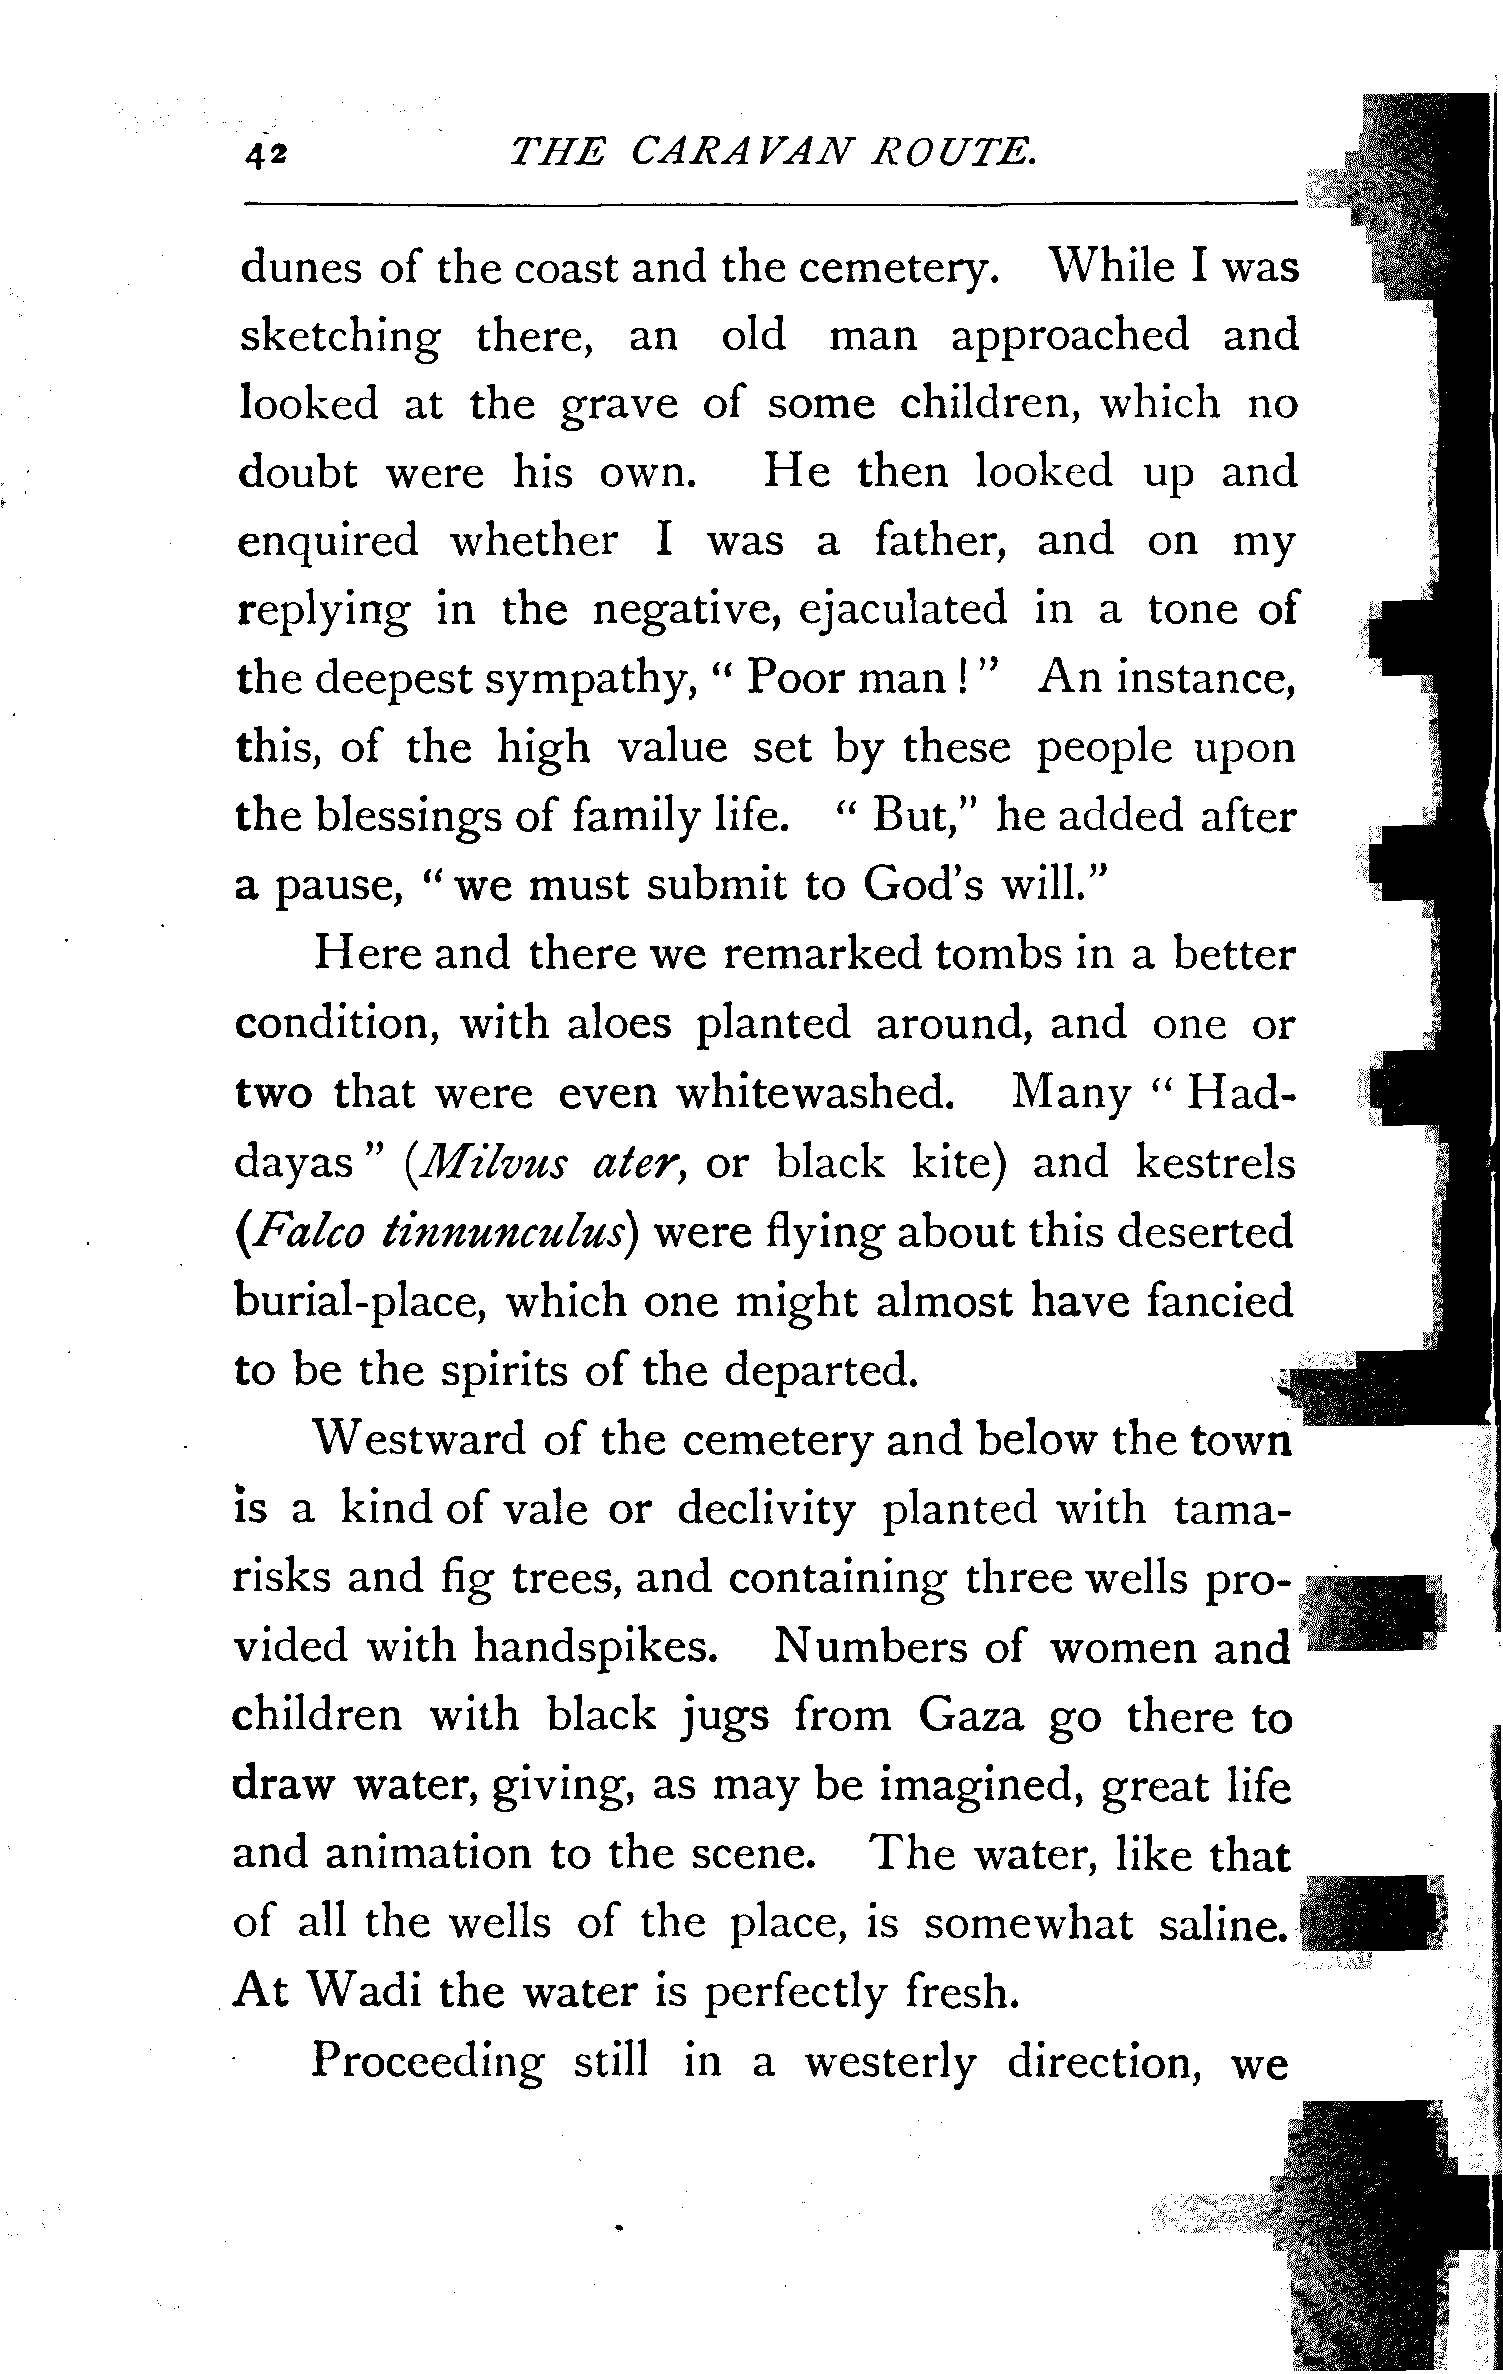 42 THE CARAVAN ROUTE.
dunes of the coast and the cemetery. While I was
sketching there, an old man approached and
looked at the grave of some children, which no
doubt were his own. He then looked up and
enquired whether I was a father, and on my
replying in the negative, ejaculated in a tone of
the deepest sympathy, “ Poor man ! ” An instance,
this, of the high value set by these people upon
the blessings of family life. “ But,” he added after
a pause, “ we must submit to God's will.”
Here and there we remarked tombs in a better
condition, with aloes planted around, and one or
two that were even whitewashed. Many “ Had-
dayas ” (Milvus ater, or black kite) and kestrels
(Falco tinnunculus) were flying about this deserted
burial-place, which one might almost have fancied
to be the spirits of the departed.
Westward of the cemetery and below the town
is a kind of vale or declivity planted with tama-
risks and fig trees, and containing three wells pro-
vided with handspikes. Numbers of women and
children with black jugs from Gaza go there to
draw water, giving, as may be imagined, great life
and animation to the scene. The water, like that
of all the wells of the place, is somewhat saline.
At Wadi the water is perfectly fresh.
Proceeding still in a westerly direction, we